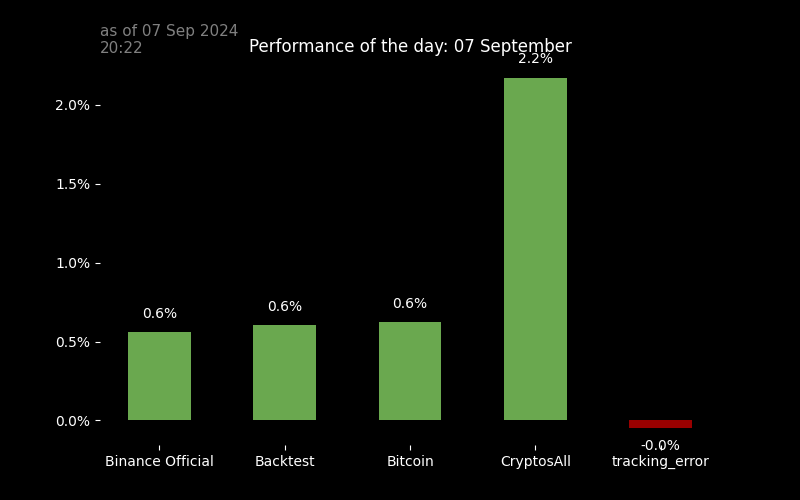 as of 07 Sep 2024
20:22
Performance of the day: 07 September
2.2%
2.0%
1.5%
1.0%
0.5%
0.0%
0.6%
0.6%
0.6%
-0.0%
Binance Official
Backtest
Bitcoin
CryptosAll
tracking_error